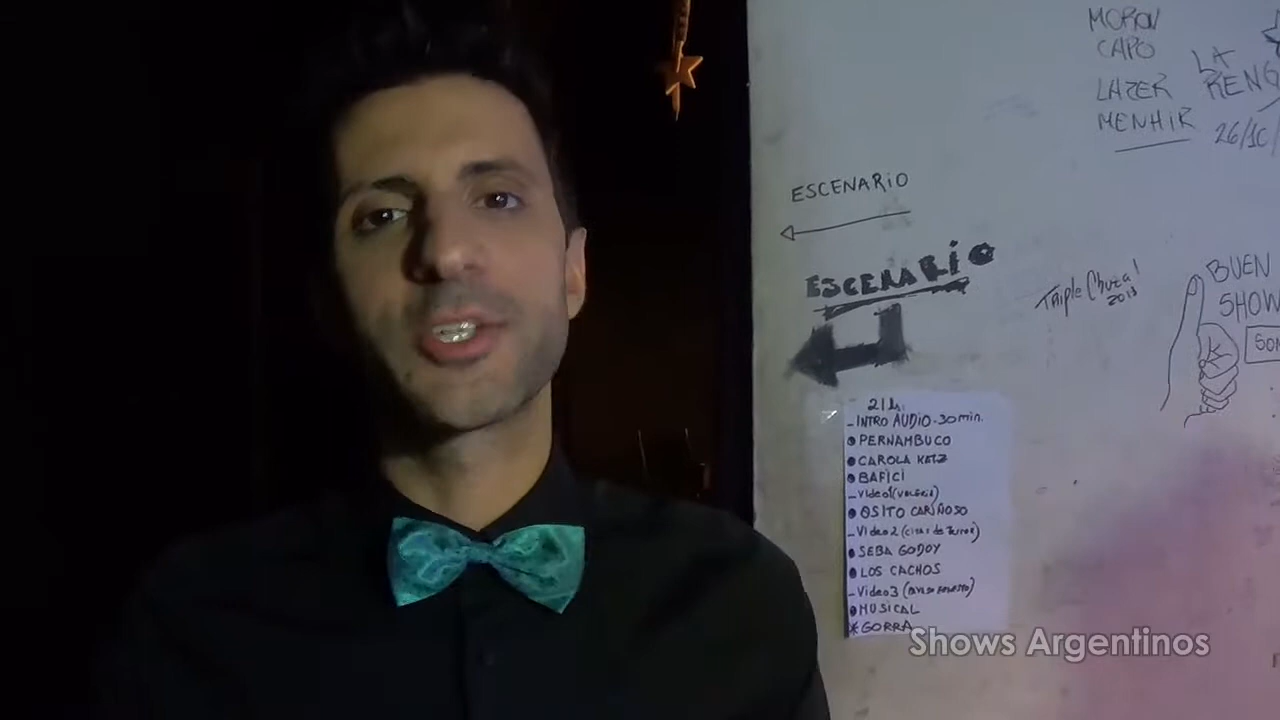 MORON
CAPO
LAZER
MENHIR
LA
RENG
26/10/
ESCENARIO
ESCENARIO
Triple Chuza!
2013
BUEN
SHOW
21 h.
- INTRO AUDIO - 30 min.
• PERNAMBUCO
• CAROLA KEIZ
• BAFICI
- Video 1
• OSITO CARIÑOSO
- Video 2
• SEBA GODOY
• LOS CACHOS
- Video 3
• MUSICAL
* GORRA
Shows Argentinos